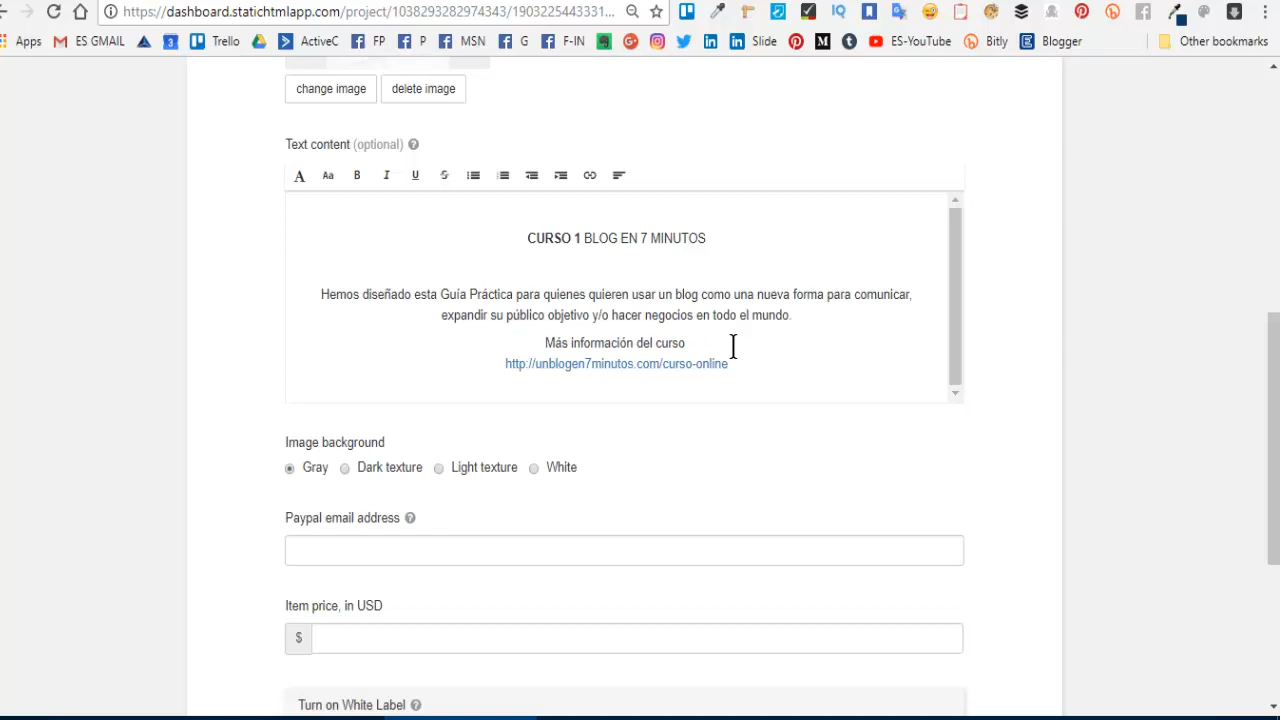 https://dashboard.statichtmlapp.com/project/1038293282974343/1903225443331...
Apps ES GMAIL Trello ActiveC FP P MSN G F-IN Slide ES-YouTube Bitly Blogger Other bookmarks
change image delete image
Text content (optional) ?
A Aa B I U S
CURSO 1 BLOG EN 7 MINUTOS
Hemos diseñado esta Guía Práctica para quienes quieren usar un blog como una nueva forma para comunicar,
expandir su público objetivo y/o hacer negocios en todo el mundo.
Más información del curso
http://unblogen7minutos.com/curso-online
Image background
Gray Dark texture Light texture White
Paypal email address ?
Item price, in USD
$
Turn on White Label ?